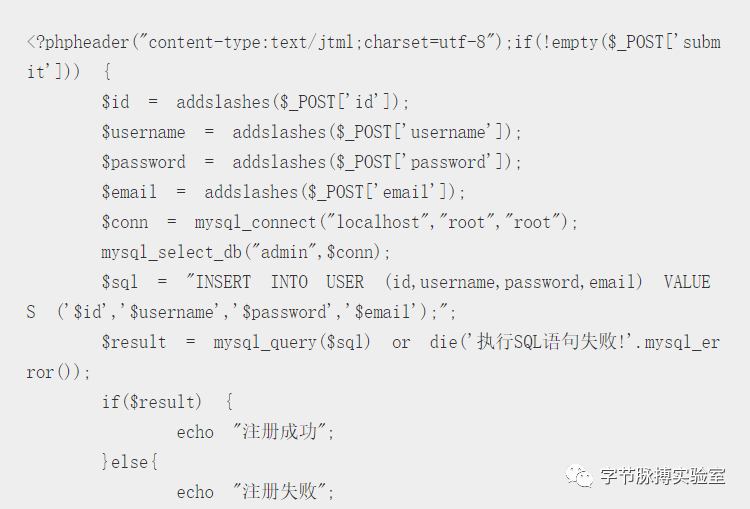 <?phpheader("content-type:text/jtml;charset=utf-8");if(!empty($_POST['subm
it'])) {
$id = addslashes($_POST['id']);
$username = addslashes($_POST['username']);
$password = addslashes($_POST['password']);
$email = addslashes($_POST['email']);
$conn = mysql_connect("localhost","root","root");
mysql_select_db("admin",$conn);
$sql = "INSERT INTO USER (id,username,password,email) VALUE
S ('$id','$username','$password','$email');";
$result = mysql_query($sql) or die('执行SQL语句失败!'.mysql_er
ror());
if($result) {
echo "注册成功";
}else{
echo "注册失败";
字节脉搏实验室